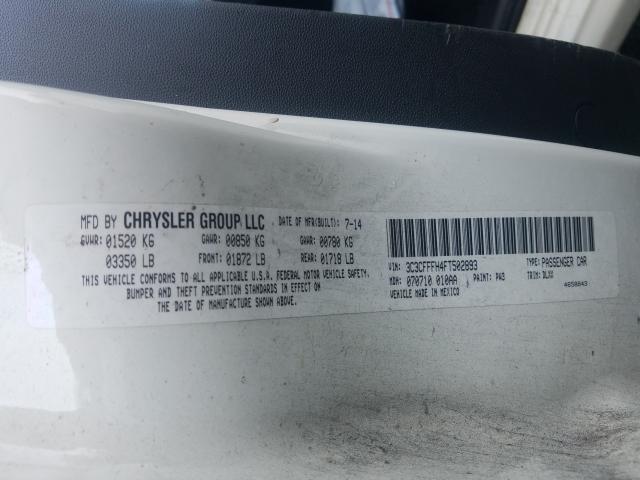 MFD BY CHRYSLER GROUP LLC DATE OF MFR(BUILT): 7-14
GVWR: 01520 KG GAWR: 00850 KG GAWR: 00780 KG
03350 LB FRONT: 01872 LB REAR: 01718 LB
THIS VEHICLE CONFORMS TO ALL APPLICABLE U.S.A. FEDERAL MOTOR VEHICLE SAFETY,
BUMPER AND THEFT PREVENTION STANDARDS IN EFFECT ON
THE DATE OF MANUFACTURE SHOWN ABOVE.
VIN: 3C3CFFFH4FT502893 TYPE: PASSENGER CAR
MDH: 070710 010AA PAINT: PW3 TRIM: DLX0
VEHICLE MADE IN MEXICO 4658643